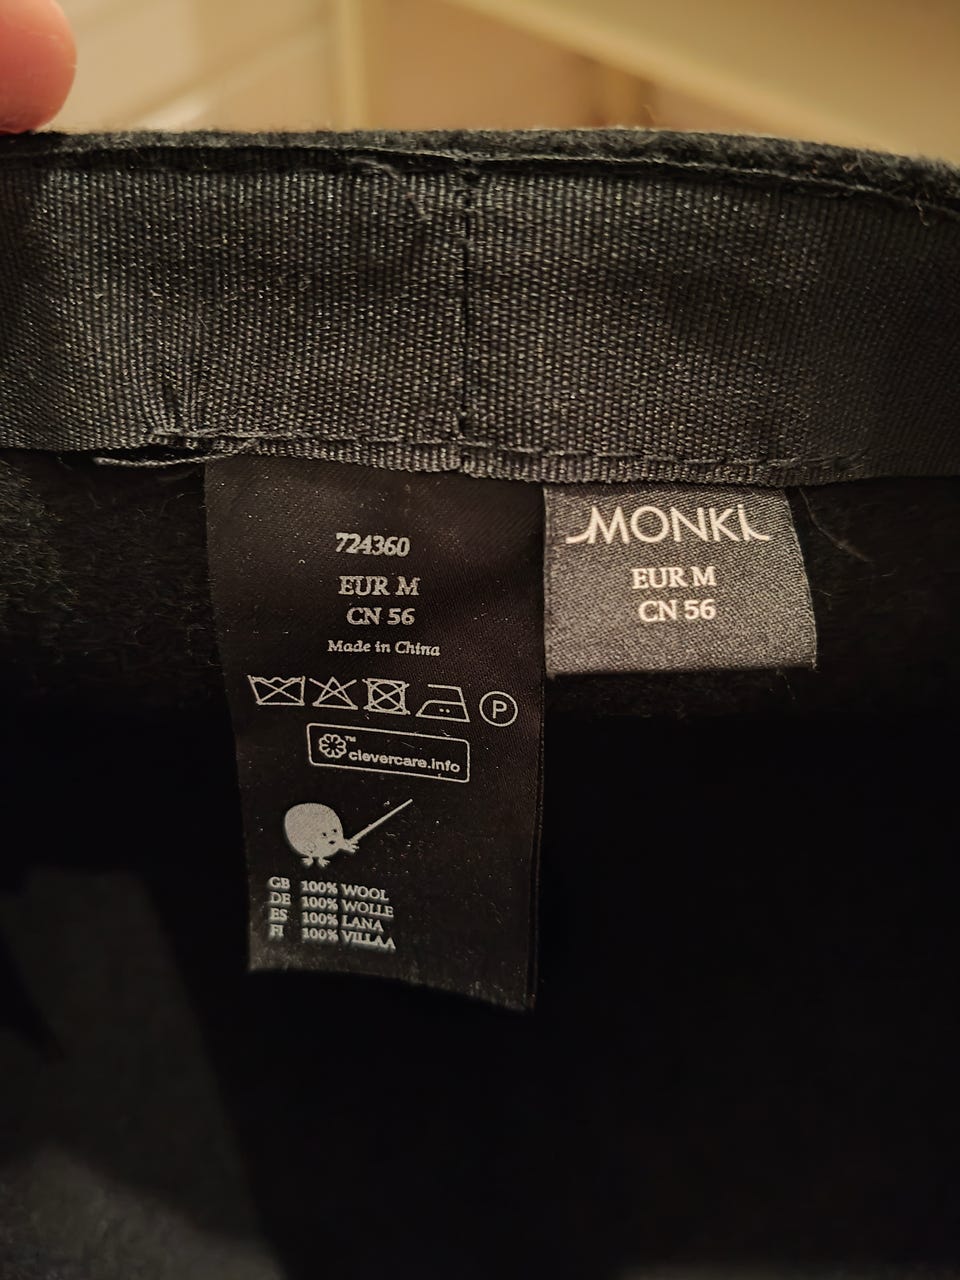 724360
EUR M
CN 56
Made in China
P
™
clevercare.info
GB 100% WOOL
DE 100% WOLLE
ES 100% LANA
FI 100% VILLAA
MONKI
EUR M
CN 56